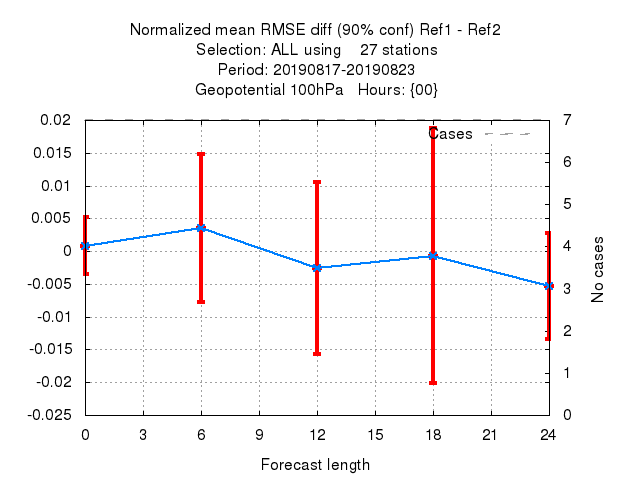 Normalized mean RMSE diff (90% conf) Ref1 - Ref2
Selection: ALL using    27 stations
Period: 20190817-20190823
Geopotential 100hPa   Hours: {00}
Cases
0.02
0.015
0.01
0.005
0
-0.005
-0.01
-0.015
-0.02
-0.025
7
6
5
4
3
2
1
0
No cases
0 3 6 9 12 15 18 21 24
Forecast length